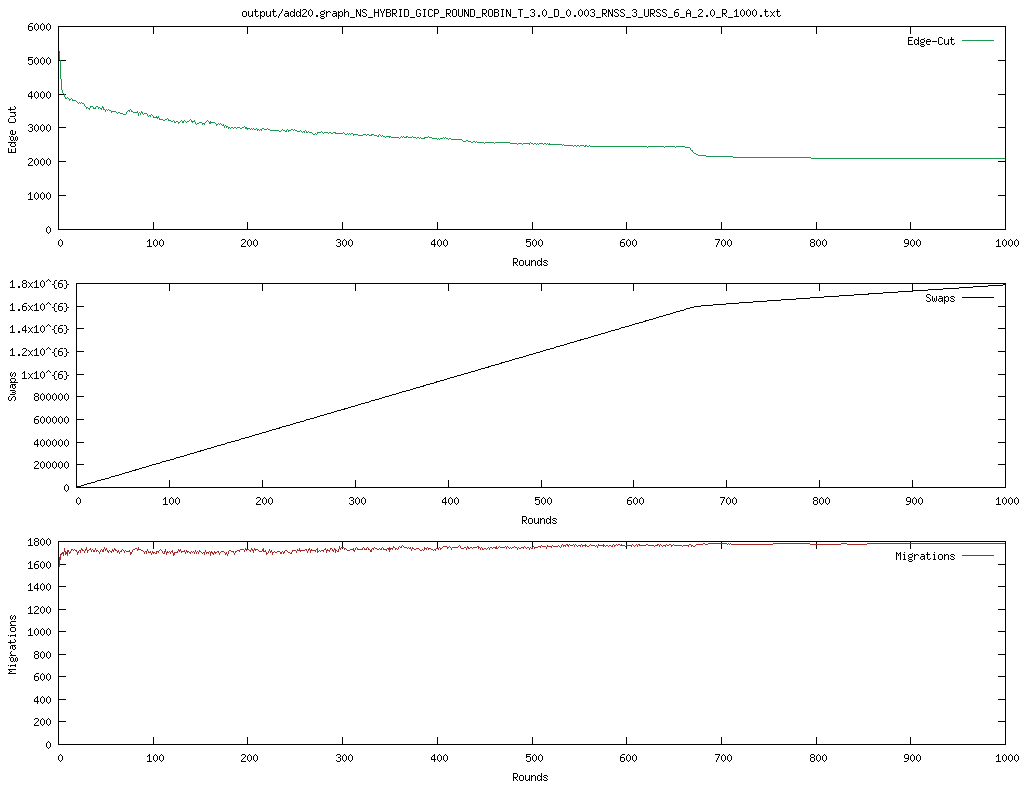 output/add20.graph_NS_HYBRID_GICP_ROUND_ROBIN_T_3.0_D_0.003_RNSS_3_URSS_6_A_2.0_R_1000.txt
6000
5000
4000
3000
2000
1000
0
Edge Cut
Edge-Cut
0 100 200 300 400 500 600 700 800 900 1000
Rounds
1.8x10^{6}
1.6x10^{6}
1.4x10^{6}
1.2x10^{6}
1x10^{6}
800000
600000
400000
200000
0
Swaps
Swaps
0 100 200 300 400 500 600 700 800 900 1000
Rounds
1800
1600
1400
1200
1000
800
600
400
200
0
Migrations
Migrations
0 100 200 300 400 500 600 700 800 900 1000
Rounds